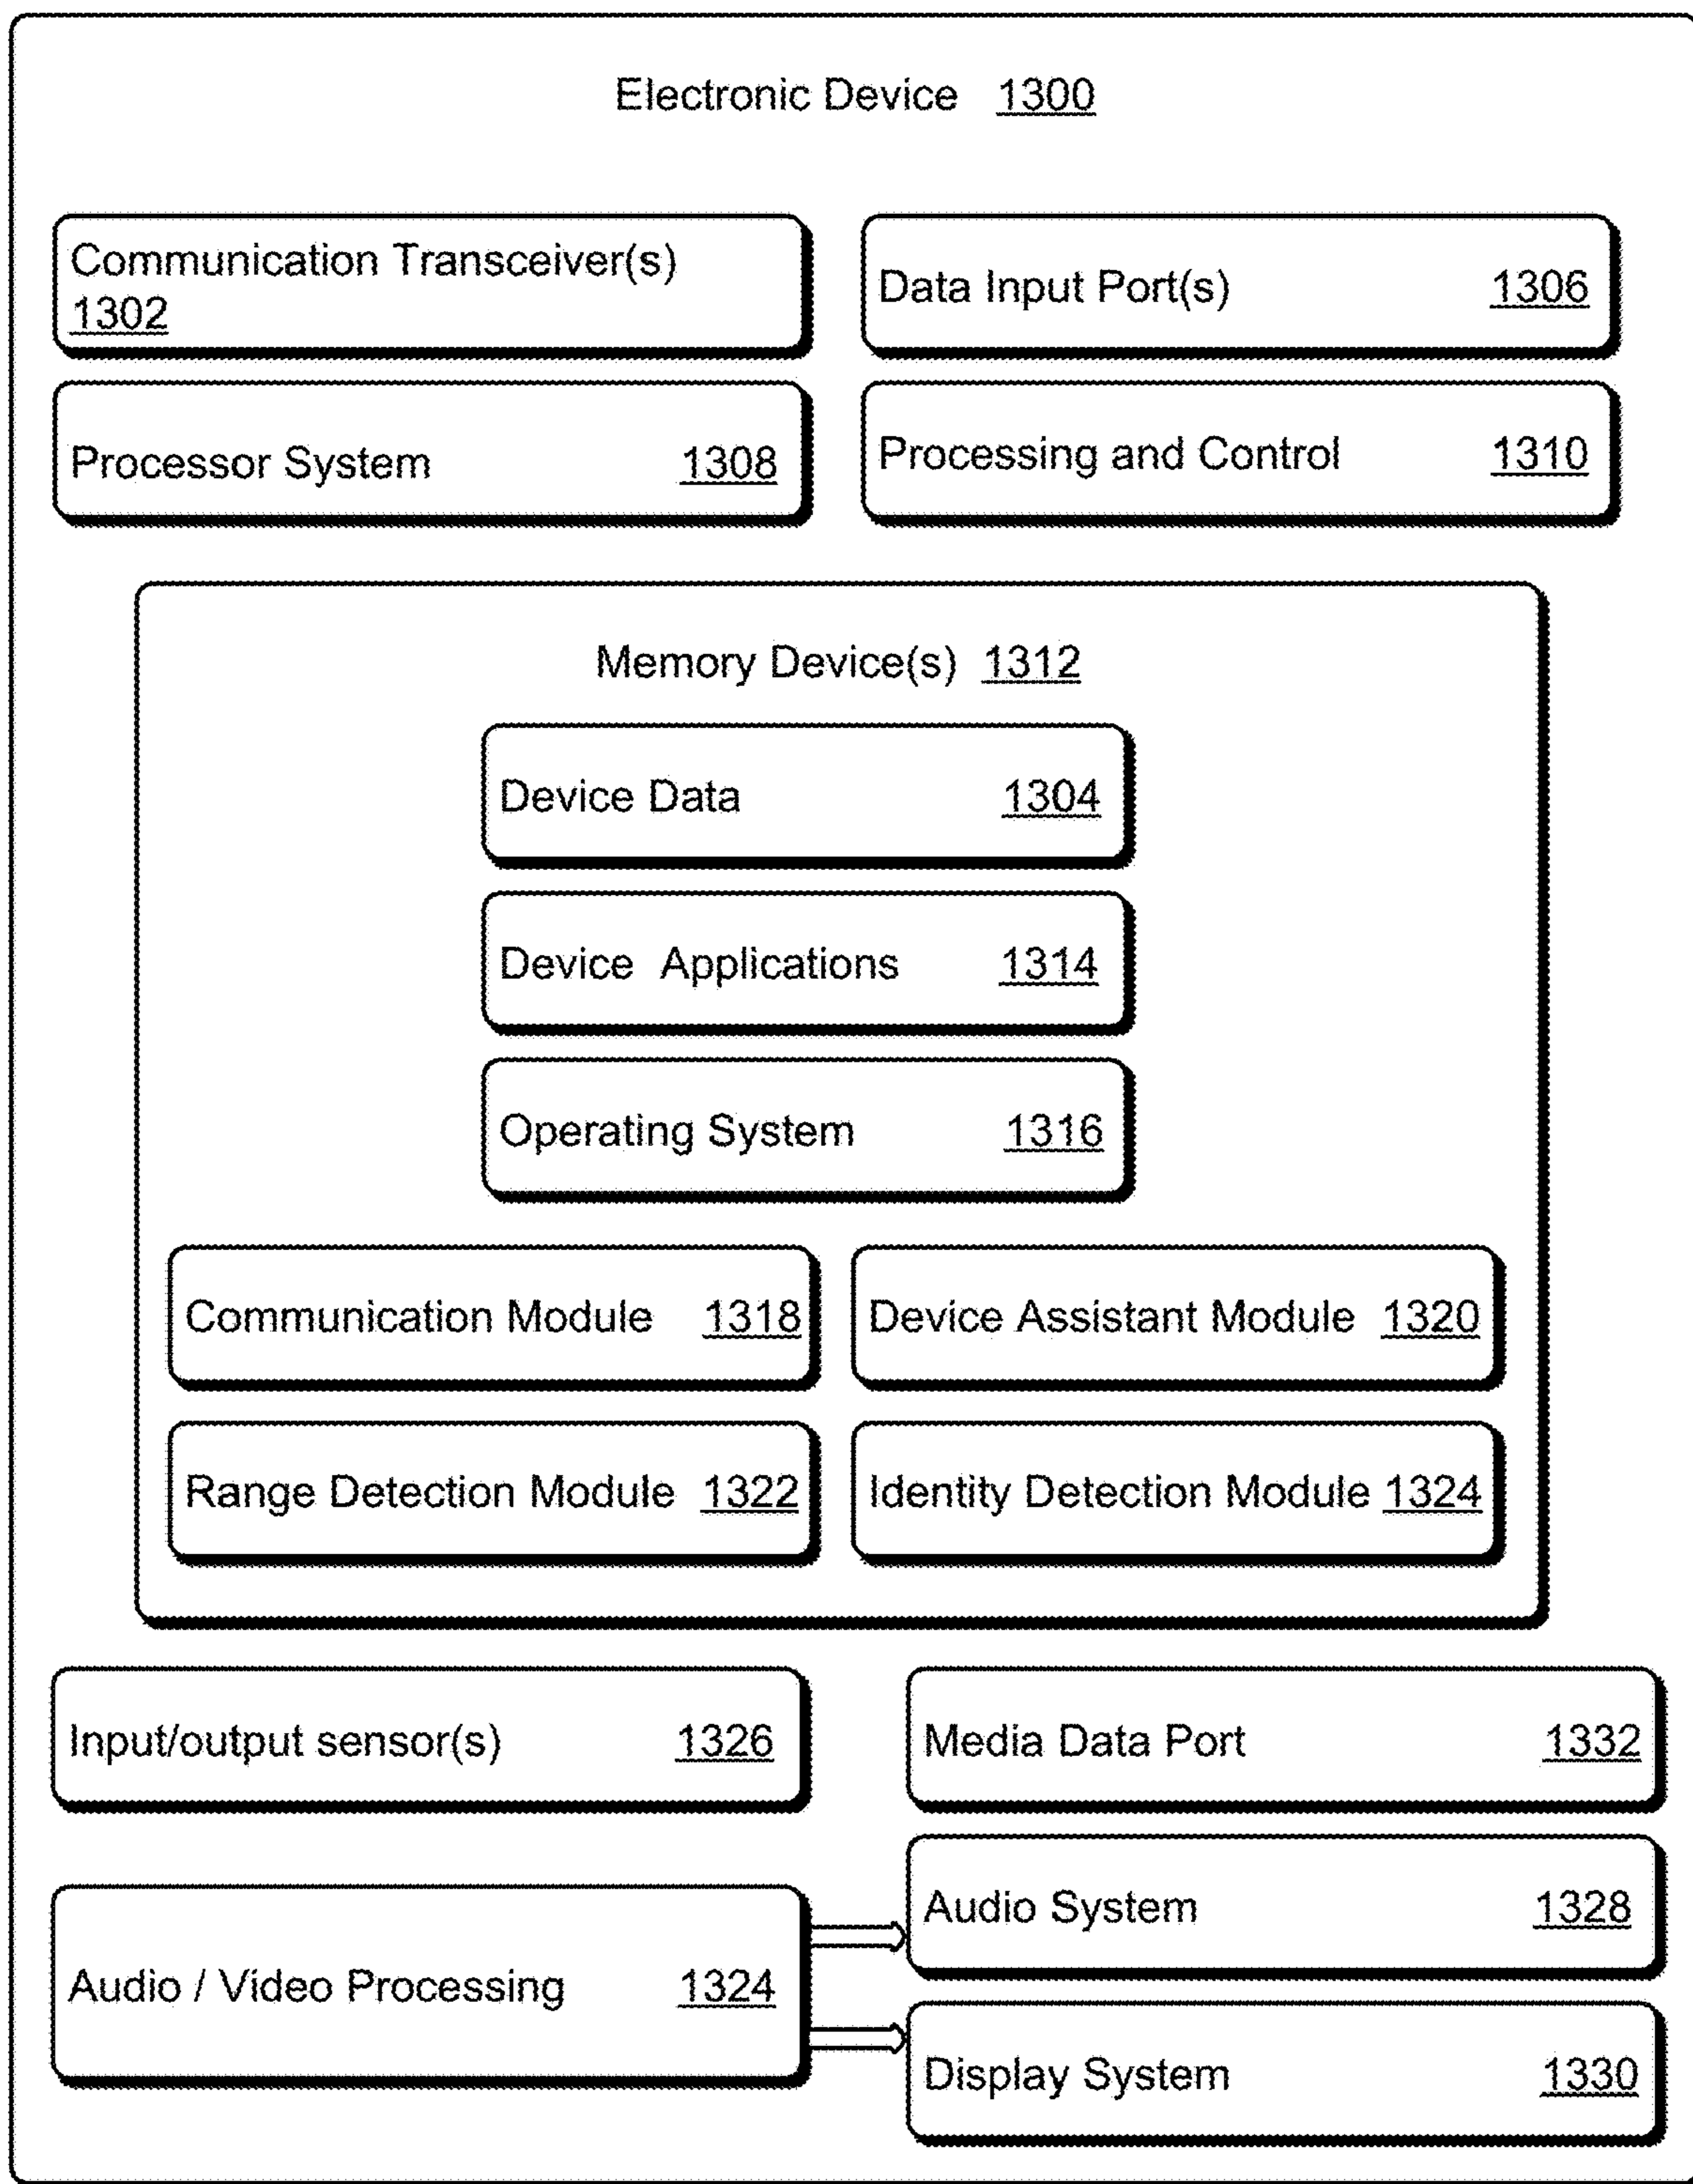 Electronic Device 1300
Communication Transceiver(s)
1302
Data Input Port(s) 1306
Processor System 1308
Processing and Control 1310
Memory Device(s) 1312
Device Data 1304
Device Applications 1314
Operating System 1316
Communication Module 1318
Device Assistant Module 1320
Range Detection Module 1322
Identity Detection Module 1324
Input/output sensor(s) 1326
Media Data Port 1332
Audio / Video Processing 1324
Audio System 1328
Display System 1330